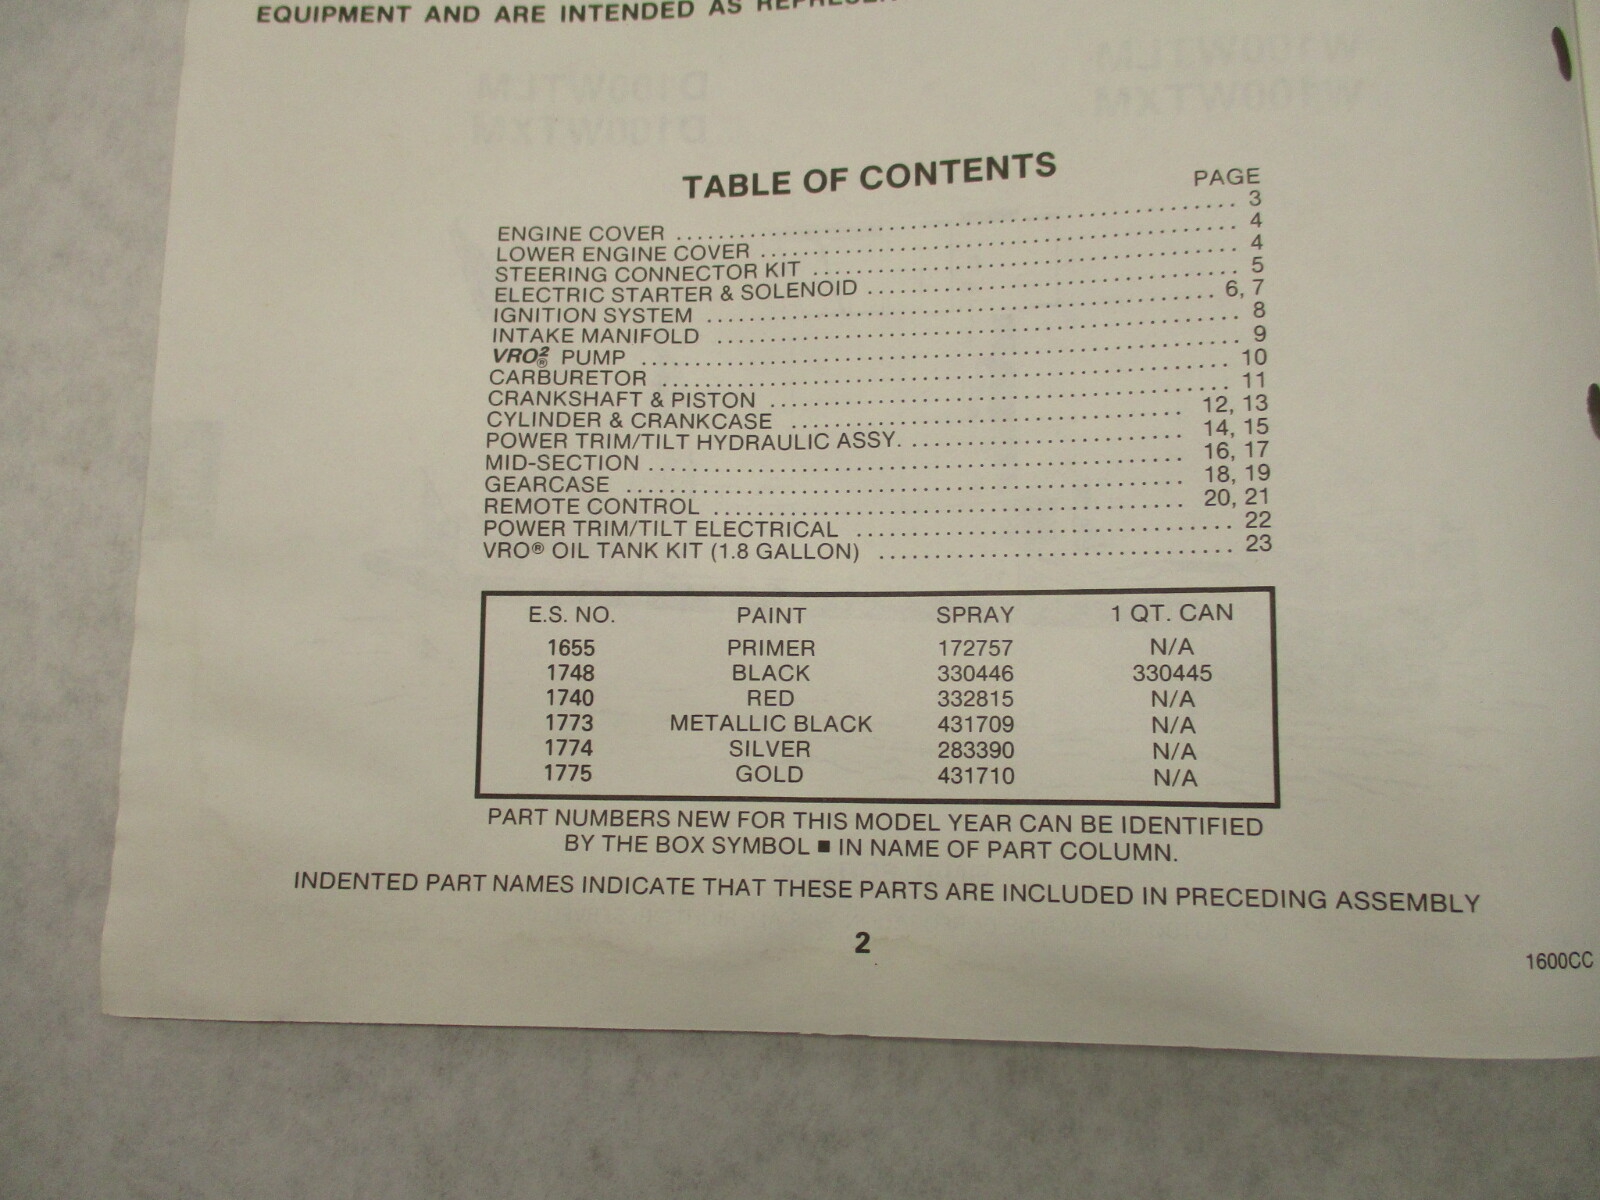 EQUIPMENT AND ARE INTENDED AS
TABLE OF CONTENTS
PAGE
ENGINE COVER .......... 3
LOWER ENGINE COVER .......... 4
STEERING CONNECTOR KIT .......... 4
ELECTRIC STARTER & SOLENOID .......... 5
IGNITION SYSTEM .......... 6, 7
INTAKE MANIFOLD .......... 8
VRO2® PUMP .......... 9
CARBURETOR .......... 10
CRANKSHAFT & PISTON .......... 11
CYLINDER & CRANKCASE .......... 12, 13
POWER TRIM/TILT HYDRAULIC ASSY. .......... 14, 15
MID-SECTION .......... 16, 17
GEARCASE .......... 18, 19
REMOTE CONTROL .......... 20, 21
POWER TRIM/TILT ELECTRICAL .......... 22
VRO® OIL TANK KIT (1.8 GALLON) .......... 23
E.S. NO. PAINT SPRAY 1 QT. CAN
1655 PRIMER 172757 N/A
1748 BLACK 330446 330445
1740 RED 332815 N/A
1773 METALLIC BLACK 431709 N/A
1774 SILVER 283390 N/A
1775 GOLD 431710 N/A
PART NUMBERS NEW FOR THIS MODEL YEAR CAN BE IDENTIFIED
BY THE BOX SYMBOL ■ IN NAME OF PART COLUMN.
INDENTED PART NAMES INDICATE THAT THESE PARTS ARE INCLUDED IN PRECEDING ASSEMBLY
2
1600CC